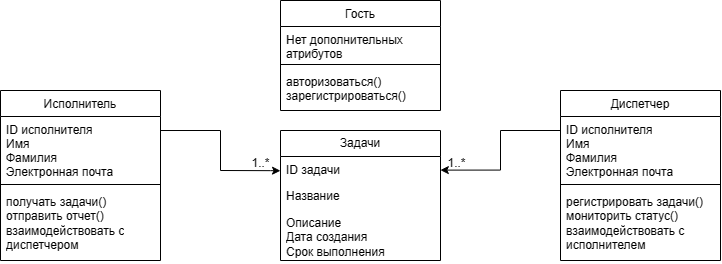 Гость
Нет дополнительных
атрибутов
авторизоваться()
зарегистрироваться()
Исполнитель
ID исполнителя
Имя
Фамилия
Электронная почта
получать задачи()
отправить отчет()
взаимодействовать с
диспетчером
1..*
Задачи
ID задачи
Название
Описание
Дата создания
Срок выполнения
1..*
Диспетчер
ID исполнителя
Имя
Фамилия
Электронная почта
регистрировать задачи()
мониторить статус()
взаимодействовать с
исполнителем